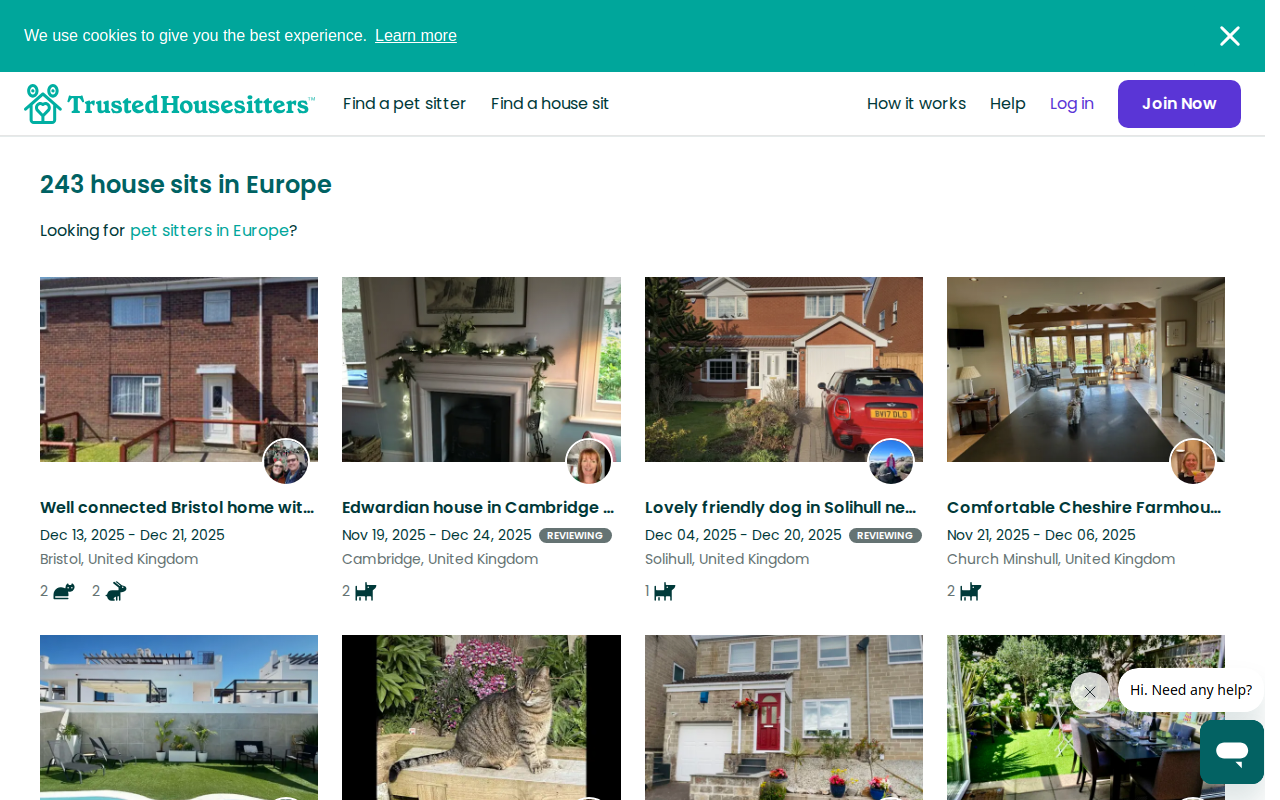 We use cookies to give you the best experience. Learn more
TrustedHousesitters™
Find a pet sitter
Find a house sit
How it works
Help
Log in
Join Now
243 house sits in Europe
Looking for pet sitters in Europe?
BV17 DLD
Well connected Bristol home wit...
Dec 13, 2025 - Dec 21, 2025
Bristol, United Kingdom
2
2
Edwardian house in Cambridge ...
Nov 19, 2025 - Dec 24, 2025 REVIEWING
Cambridge, United Kingdom
2
Lovely friendly dog in Solihull ne...
Dec 04, 2025 - Dec 20, 2025 REVIEWING
Solihull, United Kingdom
1
Comfortable Cheshire Farmhou...
Nov 21, 2025 - Dec 06, 2025
Church Minshull, United Kingdom
2
Hi. Need any help?